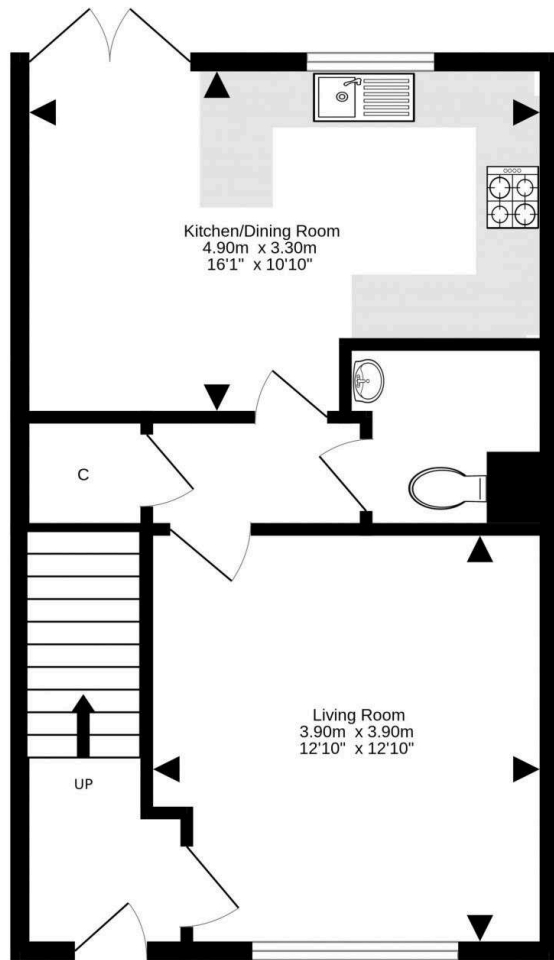 Kitchen/Dining Room
4.90m x 3.30m
16'1" x 10'10"
C
Living Room
3.90m x 3.90m
12'10" x 12'10"
UP